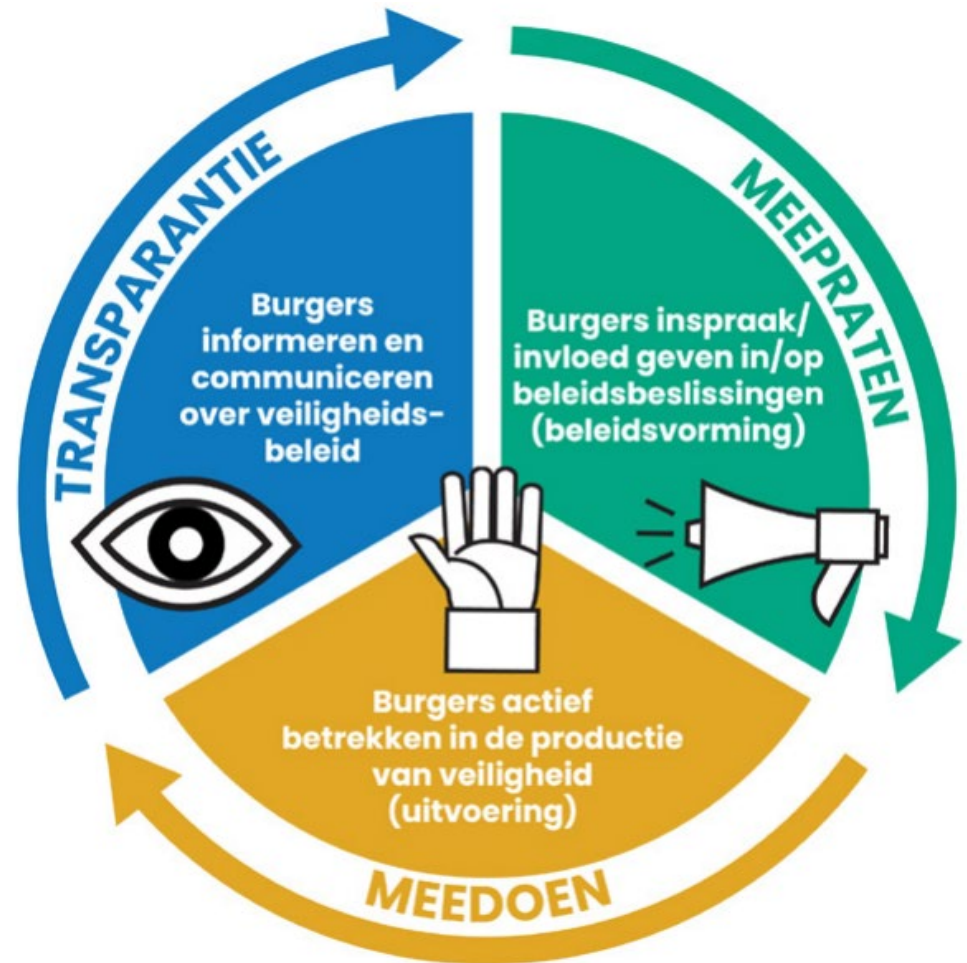 TRANSPARANTIE
Burgers
informeren en
communiceren
over veiligheids-
beleid
MEEPRATEN
Burgers inspraak/
invloed geven in/op
beleidsbeslissingen
(beleidsvorming)
Burgers actief
betrekken in de productie
van veiligheid
(uitvoering)
MEEDOEN